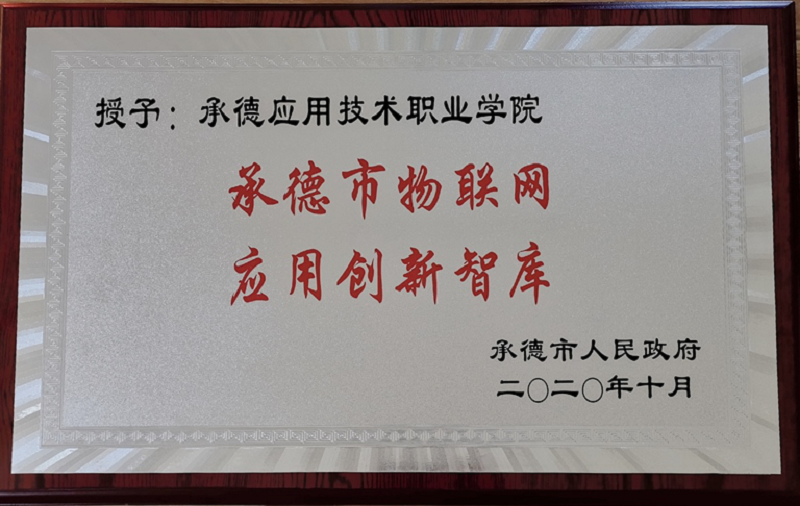 授予：承德应用技术职业学院
承德市物联网
应用创新智库
承德市人民政府
二〇二〇年十月